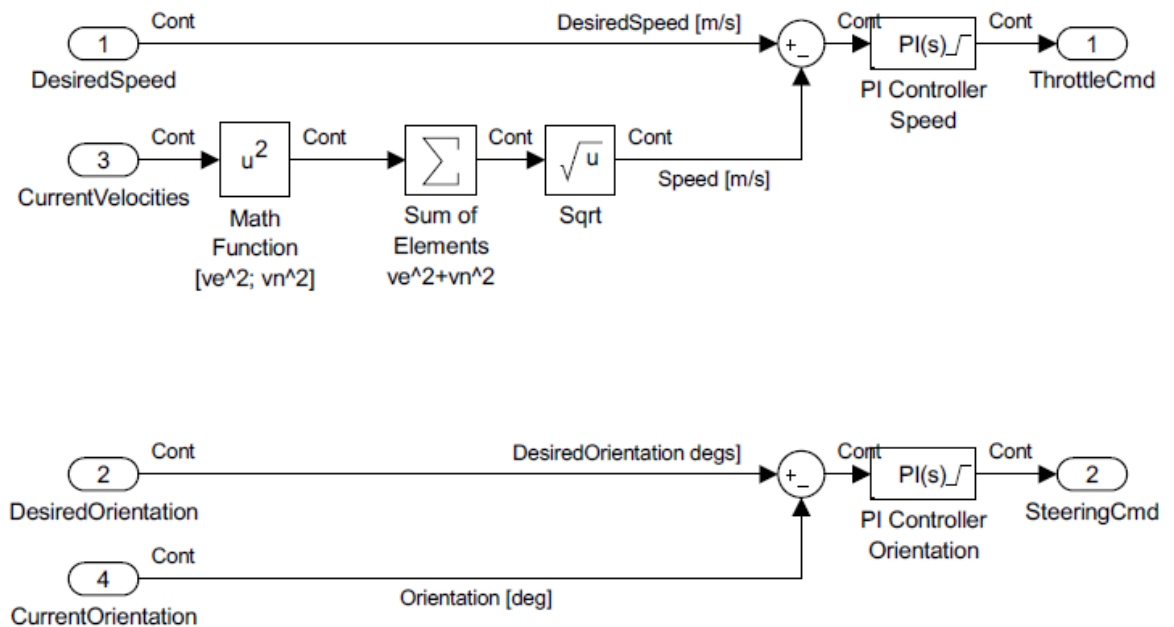 Cont
DesiredSpeed [m/s]
Cont
Cont
1
+
-
PI(s)
1
DesiredSpeed
PI Controller
Speed
ThrottleCmd
Cont
Cont
Cont
Cont
3
u^2
∑
√u
CurrentVelocities
Speed [m/s]
Math
Function
[ve^2; vn^2]
Sum of
Elements
ve^2+vn^2
Sqrt
Cont
DesiredOrientation degs]
Cont
Cont
2
+
-
PI(s)
2
DesiredOrientation
PI Controller
Orientation
SteeringCmd
Cont
4
Orientation [deg]
CurrentOrientation